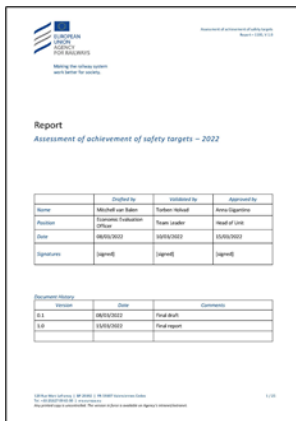 EUROPEAN
UNION
AGENCY
FOR RAILWAYS
Making the railway system
work better for society.
Assessment of achievement of safety targets
Report
Assessment of achievement of safety targets – 2022
Drafted by Validated by Approved by
Name Mitchell van Balen Torben Holvad Anna Gigantino
Position Economic Evaluation Officer Team Leader Head of Unit
Date 08/03/2022 10/03/2022 15/03/2022
Signatures [signed] [signed] [signed]
Document History
Version Date Comments
0.1 08/03/2022 Final draft
1.0 15/03/2022 Final report